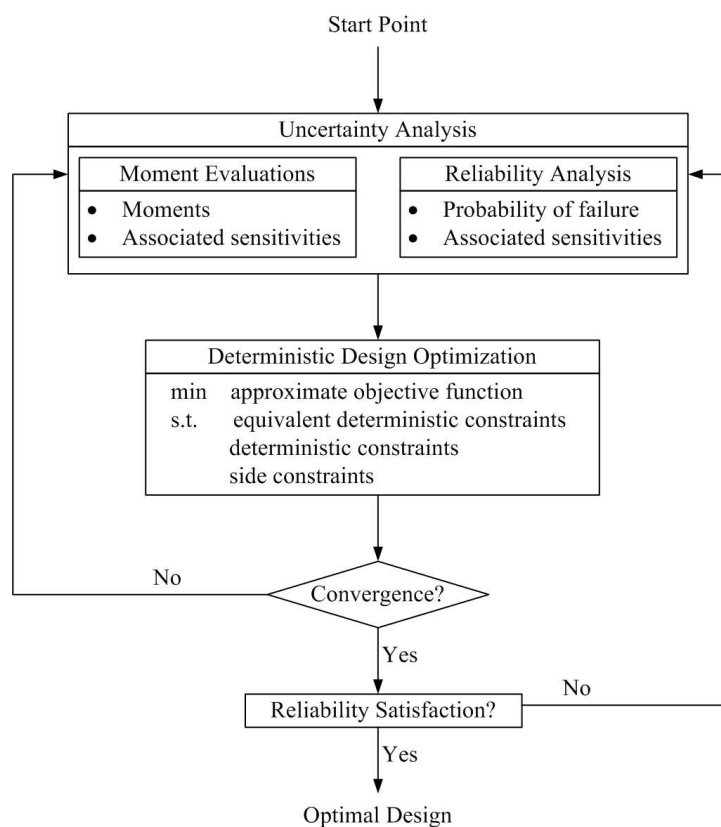 Start Point
Uncertainty Analysis
Moment Evaluations
• Moments
• Associated sensitivities
Reliability Analysis
• Probability of failure
• Associated sensitivities
Deterministic Design Optimization
min approximate objective function
s.t. equivalent deterministic constraints
deterministic constraints
side constraints
No
Convergence?
Yes
Reliability Satisfaction?
No
Yes
Optimal Design